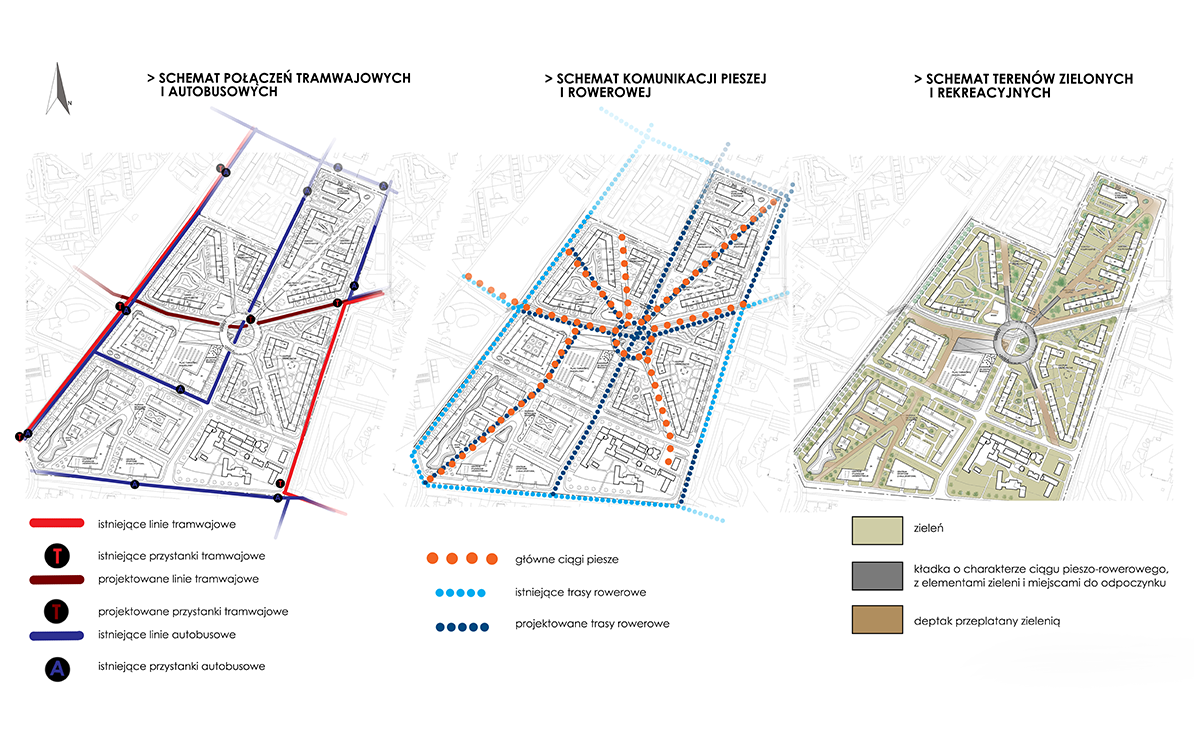 > SCHEMAT POŁĄCZEŃ TRAMWAJOWYCH
I AUTOBUSOWYCH
> SCHEMAT KOMUNIKACJI PIESZEJ
I ROWEROWEJ
> SCHEMAT TERENÓW ZIELONYCH
I REKREACYJNYCH
N
istniejące linie tramwajowe
T
istniejące przystanki tramwajowe
projektowane linie tramwajowe
T
projektowane przystanki tramwajowe
istniejące linie autobusowe
A
istniejące przystanki autobusowe
główne ciągi piesze
istniejące trasy rowerowe
projektowane trasy rowerowe
zieleń
kładka o charakterze ciągu pieszo-rowerowego,
z elementami zieleni i miejscami do odpoczynku
deptak przeplatany zielenią